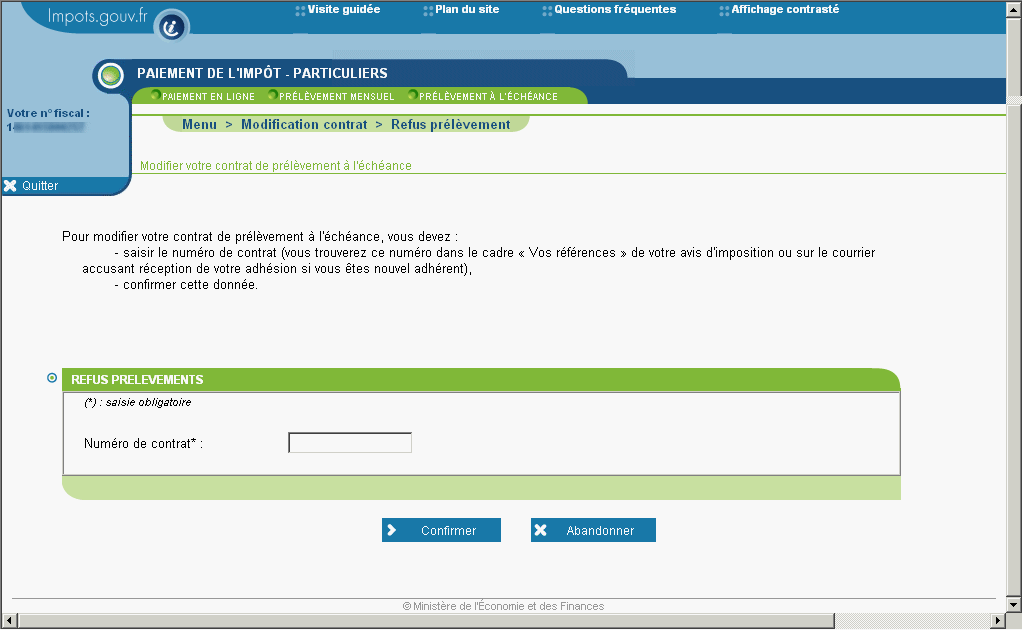 Impots.gouv.fr
Visite guidée
Plan du site
Questions fréquentes
Affichage contrasté
PAIEMENT DE L'IMPÔT - PARTICULIERS
PAIEMENT EN LIGNE
PRÉLÈVEMENT MENSUEL
PRÉLÈVEMENT À L'ÉCHÉANCE
Votre n° fiscal :
Menu > Modification contrat > Refus prélèvement
Modifier votre contrat de prélèvement à l'échéance
Quitter
Pour modifier votre contrat de prélèvement à l'échéance, vous devez :
- saisir le numéro de contrat (vous trouverez ce numéro dans le cadre « Vos références » de votre avis d'imposition ou sur le courrier
accusant réception de votre adhésion si vous êtes nouvel adhérent),
- confirmer cette donnée.
REFUS PRELEVEMENTS
(*) : saisie obligatoire
Numéro de contrat* :
Confirmer
Abandonner
© Ministère de l'Économie et des Finances